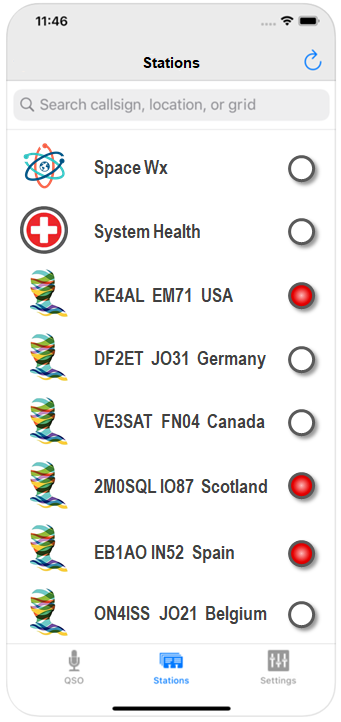 11:46
Stations
Search callsign, location, or grid
Space Wx
System Health
KE4AL EM71 USA
DF2ET JO31 Germany
VE3SAT FN04 Canada
2M0SQL IO87 Scotland
EB1AO IN52 Spain
ON4ISS JO21 Belgium
QSO Stations Settings